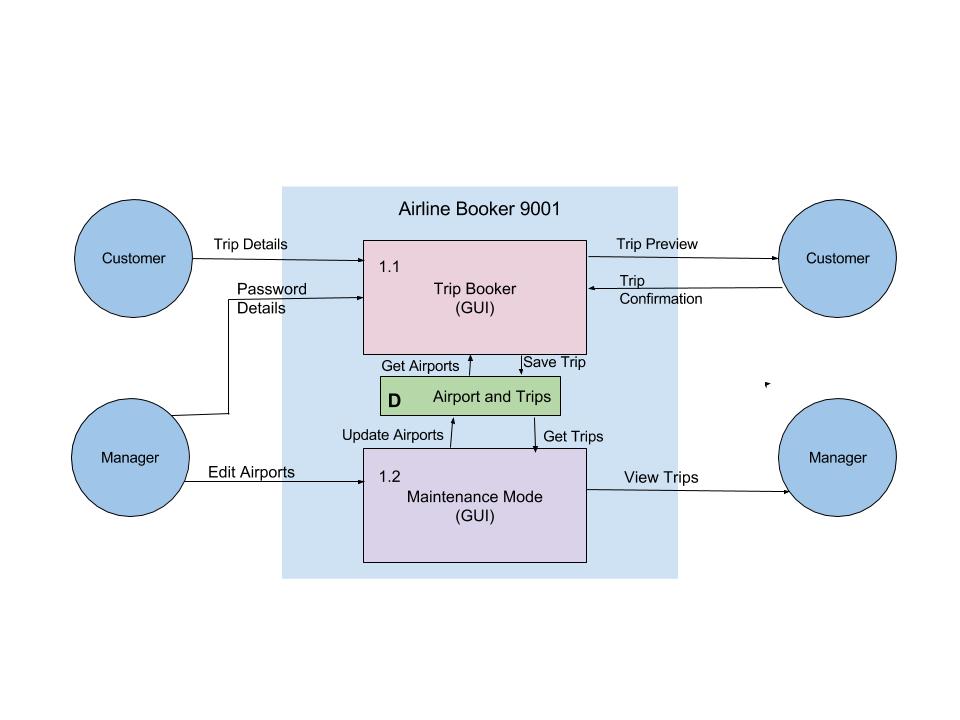 Airline Booker 9001
Customer
Trip Details
1.1
Trip Booker
(GUI)
Trip Preview
Trip
Confirmation
Customer
Password
Details
Get Airports
Save Trip
D
Airport and Trips
Update Airports
Get Trips
Manager
Edit Airports
1.2
Maintenance Mode
(GUI)
View Trips
Manager